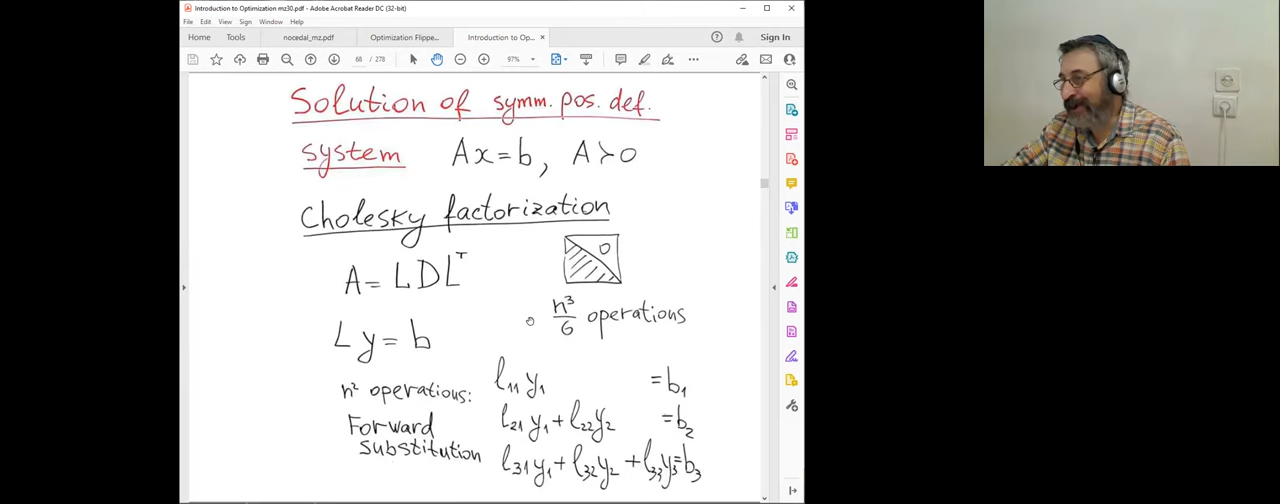 Introduction to Optimization mz30.pdf - Adobe Acrobat Reader DC (32-bit)
File Edit View Sign Window Help
Home Tools nocedal_mz.pdf Optimization Flippe... Introduction to Op... × Sign In
68 / 278 97%
Solution of symm. pos. def.
system Ax=b, A≻0
Cholesky factorization
A=LDLᵀ
n³/6 operations
Ly=b
n² operations: l₁₁y₁ =b₁
Forward l₂₁y₁+l₂₂y₂ =b₂
substitution l₃₁y₁+l₃₂y₂+l₃₃y₃=b₃